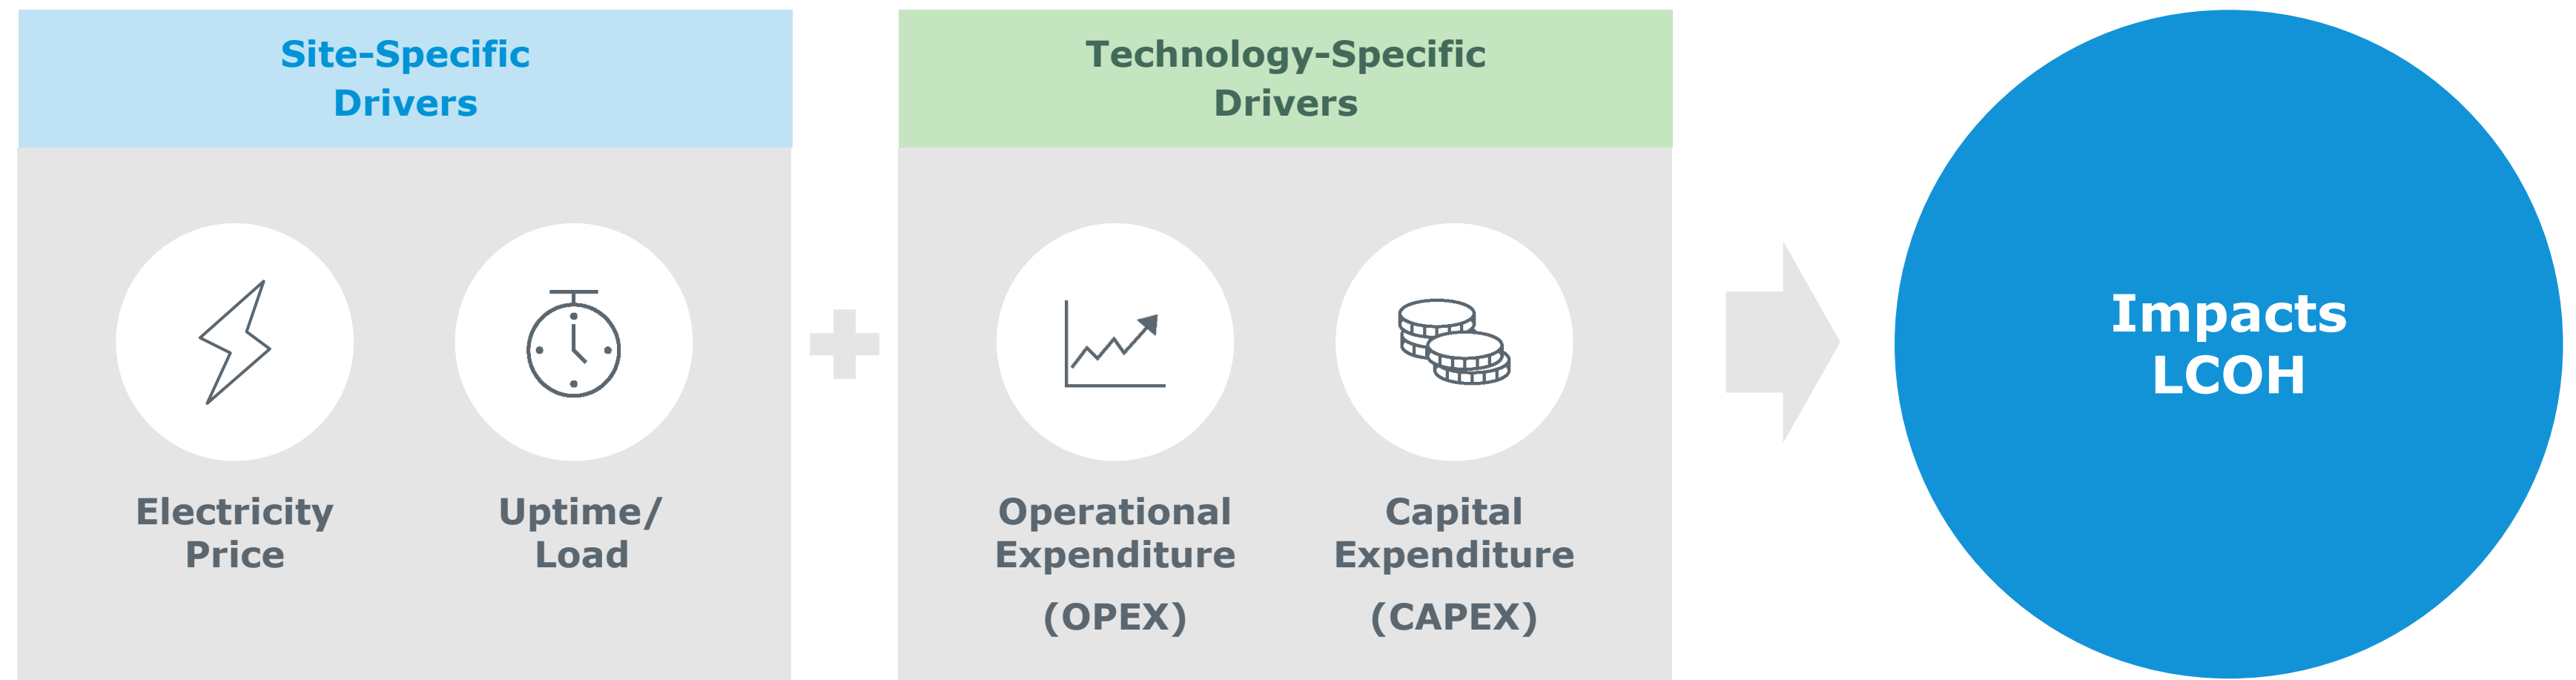 Site-Specific
Drivers
Electricity
Price
Uptime/
Load
Technology-Specific
Drivers
Operational
Expenditure
(OPEX)
Capital
Expenditure
(CAPEX)
Impacts
LCOH